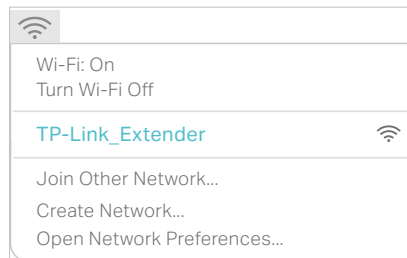 Wi-Fi: On
Turn Wi-Fi Off
TP-Link_Extender
Join Other Network...
Create Network...
Open Network Preferences...